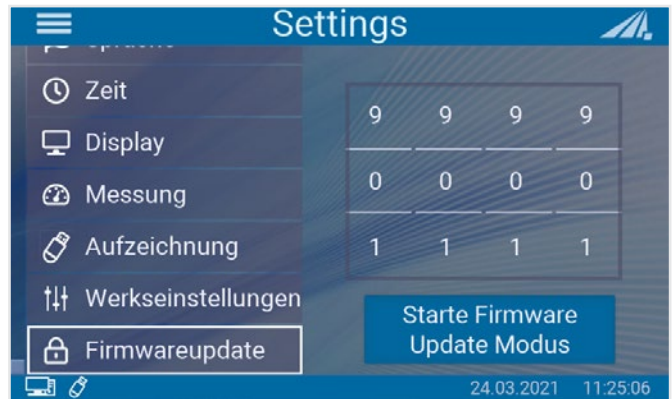 Settings
Sprache
Zeit
Display
Messung
Aufzeichnung
Werkseinstellungen
Firmwareupdate
9 9 9 9
0 0 0 0
1 1 1 1
Starte Firmware
Update Modus
24.03.2021 11:25:06